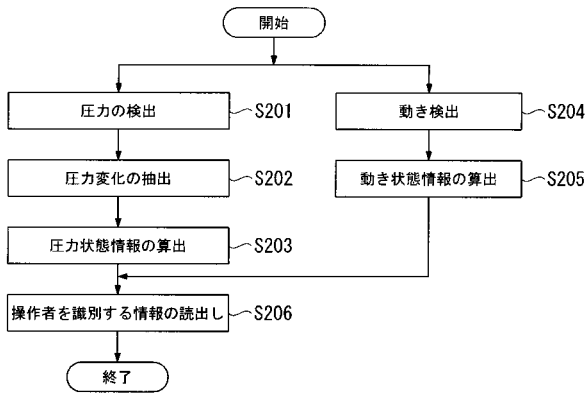 開始
圧力の検出
S201
動き検出
S204
圧力変化の抽出
S202
動き状態情報の算出
S205
圧力状態情報の算出
S203
操作者を識別する情報の読出し
S206
終了